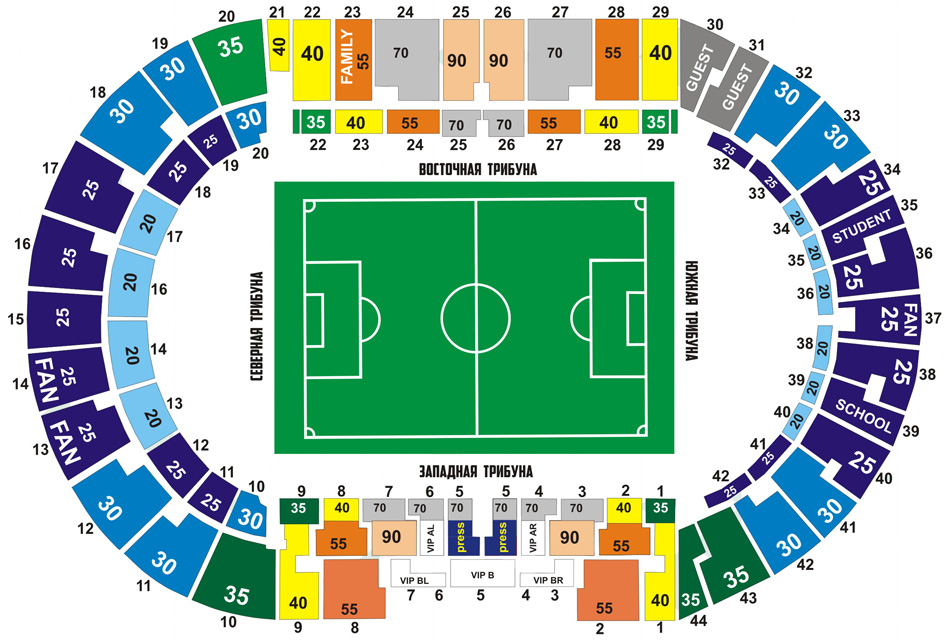 20 21 22 23 24 25 26 27 28 29 30 31
35 40 40 FAMILY 55 70 90 90 70 55 40 GUEST GUEST
35 40 55 70 70 55 40 35
22 23 24 25 26 27 28 29
ВОСТОЧНАЯ ТРИБУНА
19 30
18 30
17 25
16 25
15 25
14 FAN 25
13 FAN 25
12 30
11 30
10 35
30 20
25 19
25 18
20 17
20 16
20 14
20 13
25 12
25 11
30 10
СЕВЕРНАЯ ТРИБУНА
ЮЖНАЯ ТРИБУНА
32 30
33 30
34 25
35 STUDENT
36 25
37 FAN 25
38 25
39 SCHOOL
40 25
41 30
42 30
43 35
44 35
25 32
25 33
20 34
20 35
20 36
20 38
20 39
20 40
25 41
25 42
ЗАПАДНАЯ ТРИБУНА
9 8 7 6 5 5 4 3 2 1
35 40 70 70 70 70 70 70 40 35
55 90 VIP AL press press VIP AR 90 55
VIP BL VIP B VIP BR
7 6 5 4 3
40 55 55 40
9 8 2 1